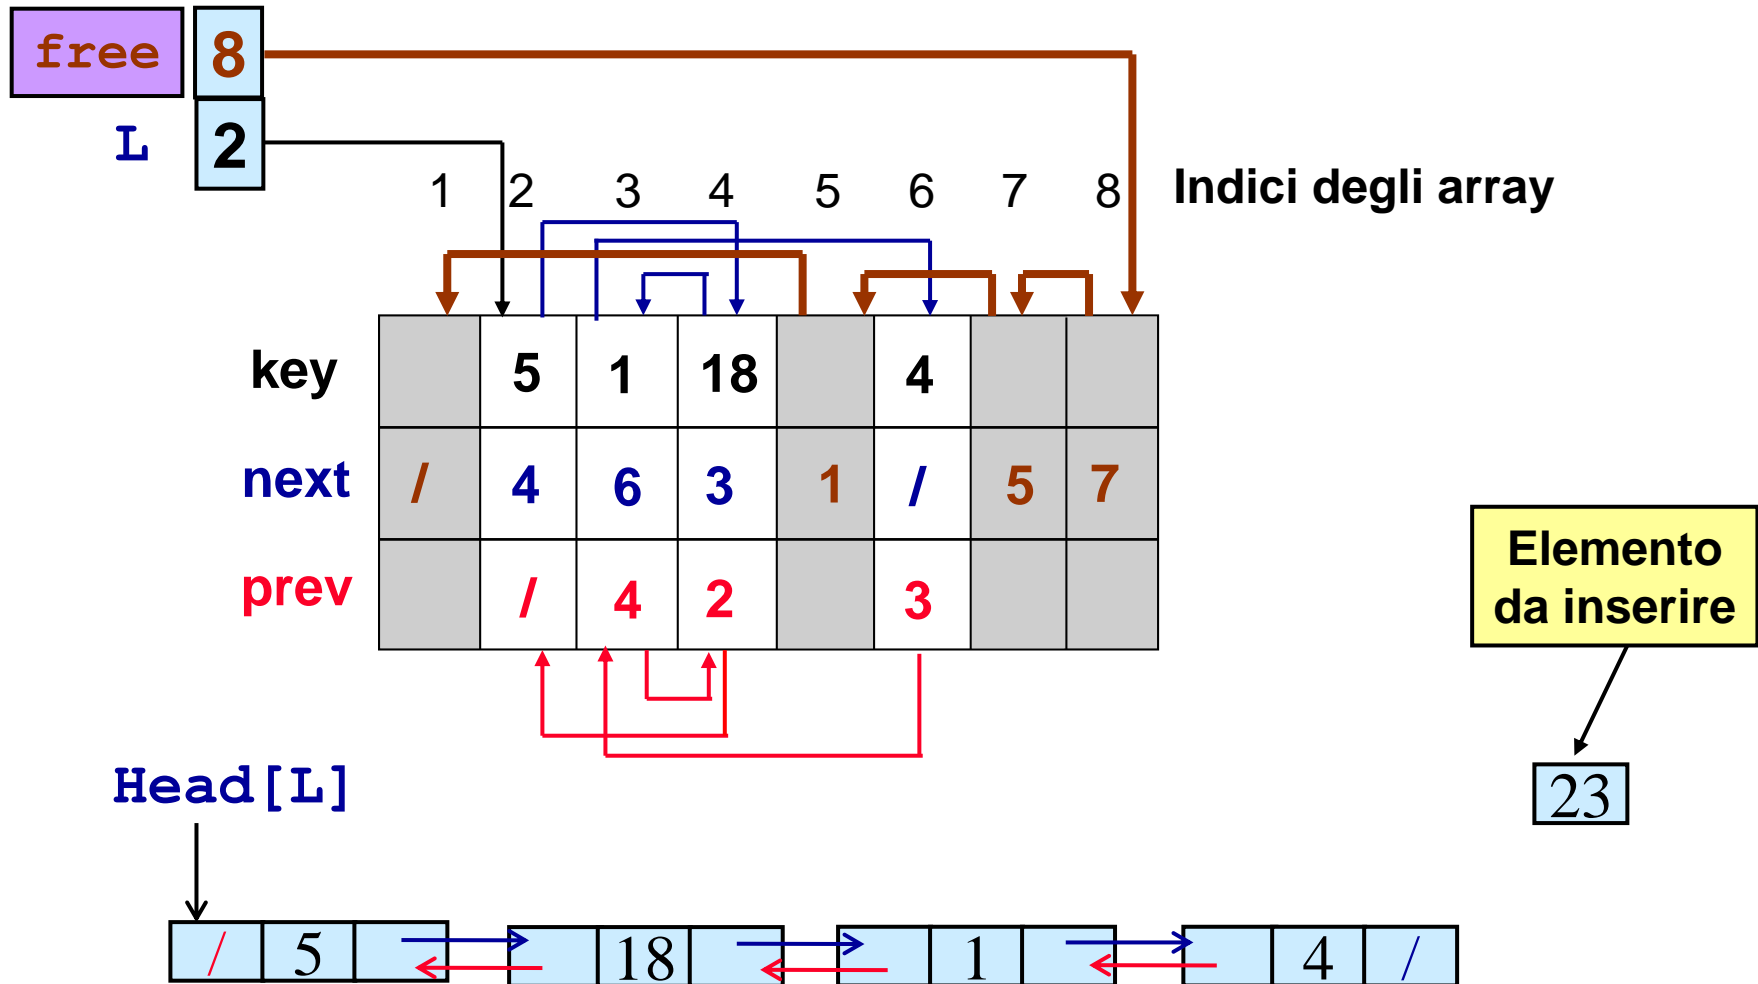 free 8
L 2
1 2 3 4 5 6 7 8 Indici degli array
key 5 1 18 4
next / 4 6 3 1 / 5 7
prev / 4 2 3
Elemento
da inserire
23
Head[L]
/ 5 18 1 4 /